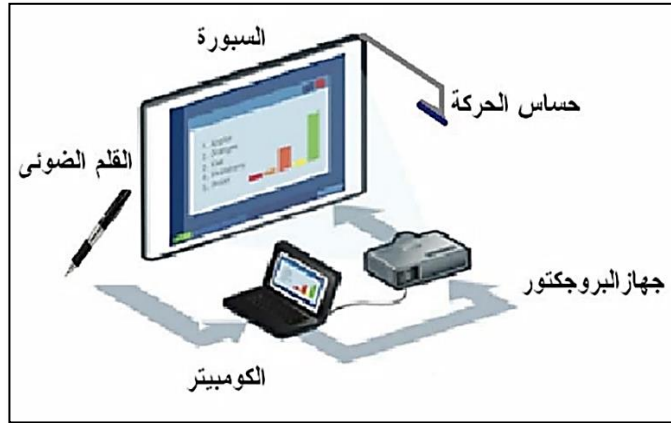 السبورة
حساس الحركة
القلم الضوئى
جهازالبروجكتور
الكومبيتر